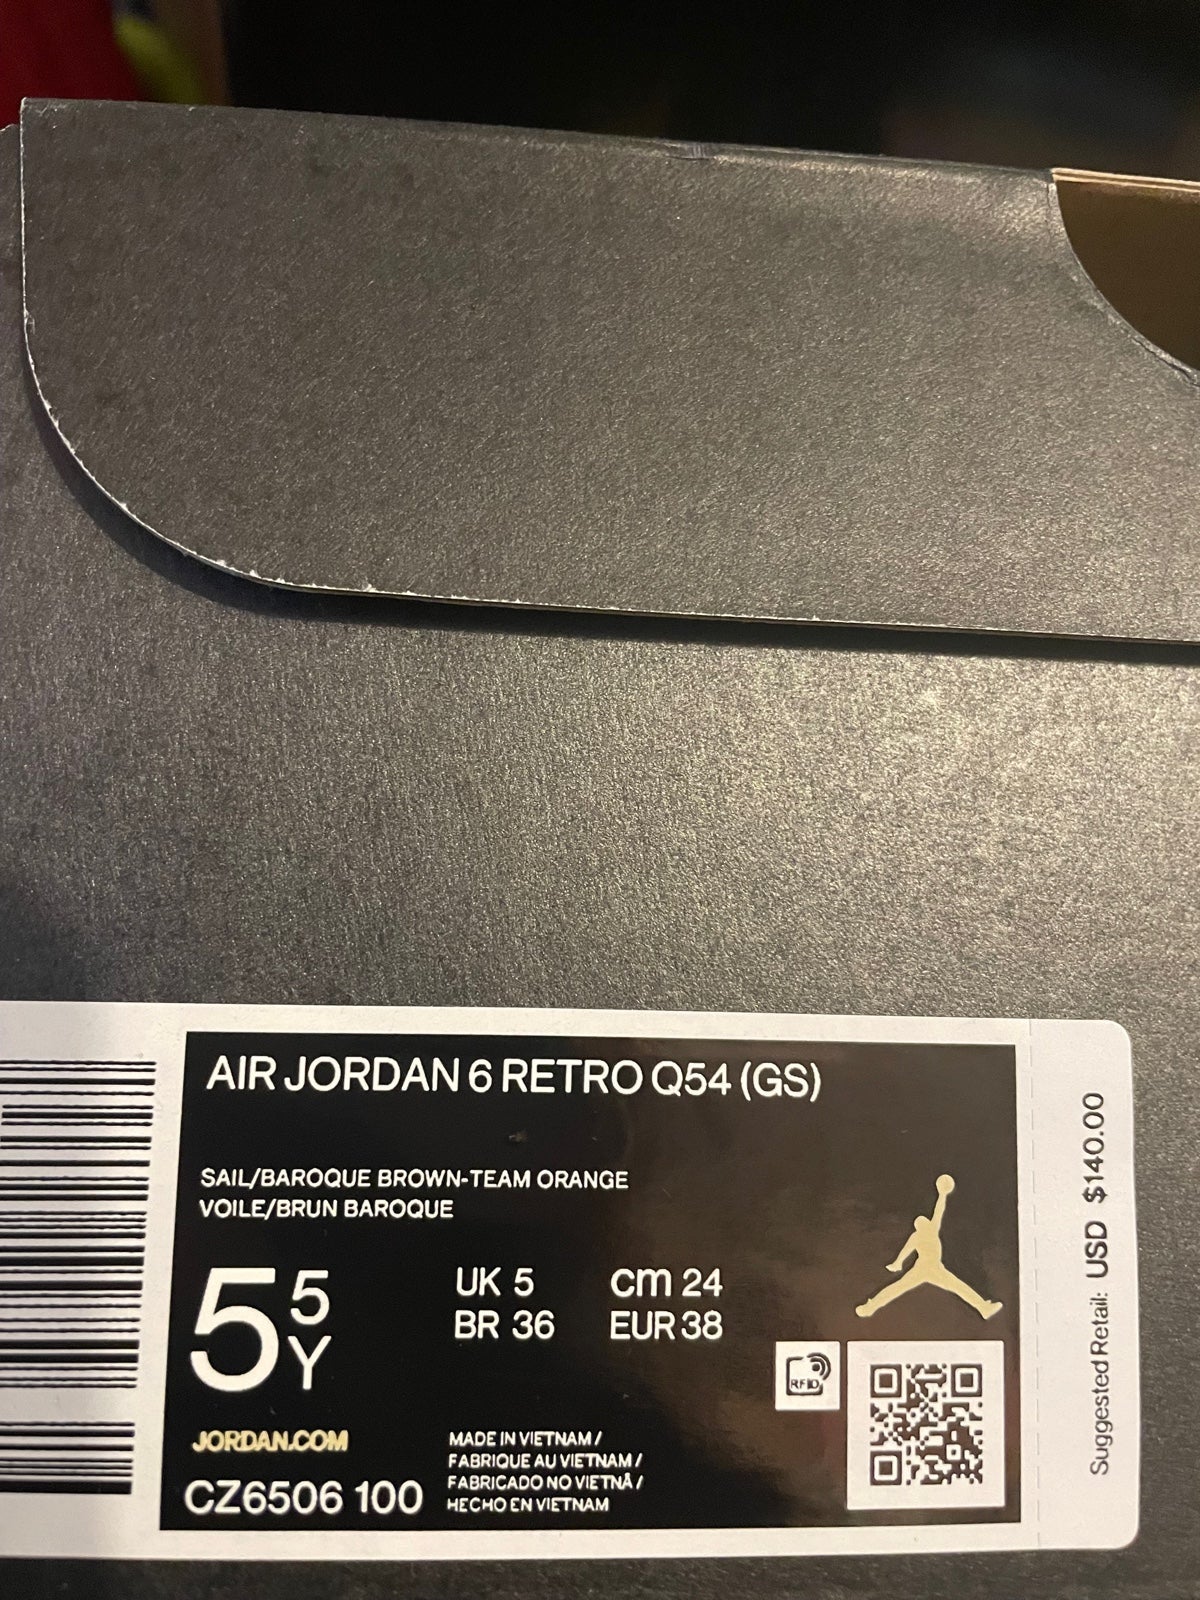 AIR JORDAN 6 RETRO Q54 (GS)
SAIL/BAROQUE BROWN-TEAM ORANGE
VOILE/BRUN BAROQUE
5 5 Y
UK 5 cm 24
BR 36 EUR 38
RFID
JORDAN.COM
CZ6506 100
MADE IN VIETNAM /
FABRIQUE AU VIETNAM /
FABRICADO NO VIETNÃ /
HECHO EN VIETNAM
Suggested Retail: USD $140.00